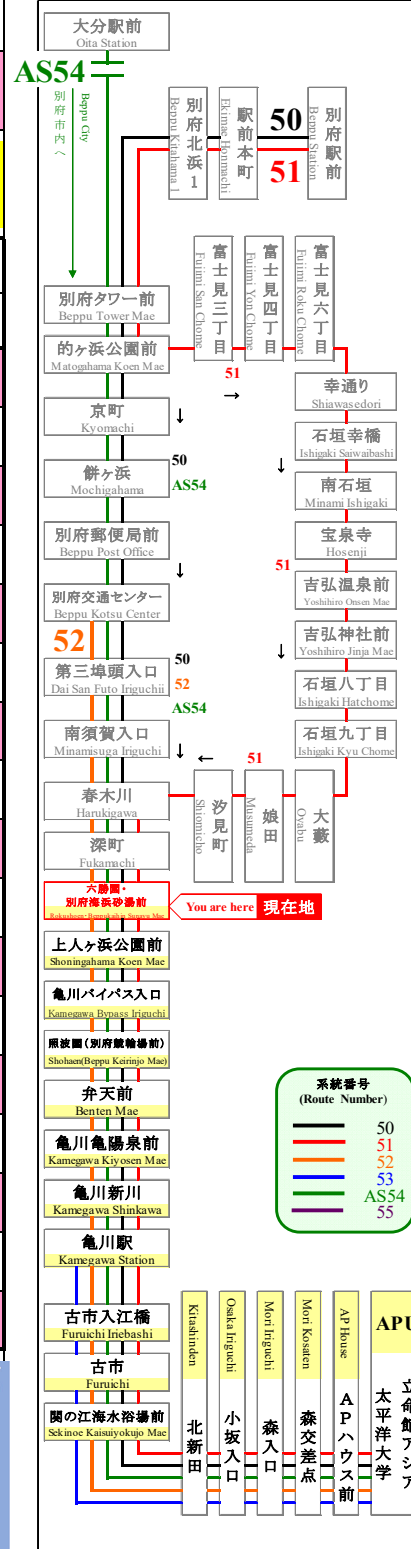 大分駅前
Oita Station
AS54
Beppu City
別府市内へ
別府北浜1
Beppu Kitahama 1
駅前本町
Ekimae Honmachi
50
51
別府駅前
Beppu Station
別府タワー前
Beppu Tower Mae
的ヶ浜公園前
Matogahama Koen Mae
富士見三丁目
Fujimi San Chome
富士見四丁目
Fujimi Yon Chome
富士見六丁目
Fujimi Roku Chome
51
→
京町
Kyomachi
↓
餅ヶ浜
Mochigahama
50
AS54
別府郵便局前
Beppu Post Office
↓
別府交通センター
Beppu Kotsu Center
52
第三埠頭入口
Dai San Futo Iriguchii
50
52
AS54
南須賀入口
Minamisuga Iriguchi
↓
幸通り
Shiawasedori
石垣幸橋
Ishigaki Saiwaibashi
↓
南石垣
Minami Ishigaki
宝泉寺
Hosenji
51
吉弘温泉前
Yoshihiro Onsen Mae
吉弘神社前
Yoshihiro Jinja Mae
↓
石垣八丁目
Ishigaki Hatchome
石垣九丁目
Ishigaki Kyu Chome
51
←
大藪
Oyabu
娘田
Musumeda
汐見町
Shiomicho
春木川
Harukigawa
深町
Fukamachi
六勝園・
別府海浜砂湯前
Rokushoen・Beppukaihin Sunayu Mae
You are here 現在地
上人ヶ浜公園前
Shoningahama Koen Mae
亀川バイパス入口
Kamegawa Bypass Iriguchi
照波園(別府競輪場前)
Shohaen(Beppu Keirinjo Mae)
弁天前
Benten Mae
亀川亀陽泉前
Kamegawa Kiyosen Mae
亀川新川
Kamegawa Shinkawa
亀川駅
Kamegawa Station
古市入江橋
Furuichi Iriebashi
古市
Furuichi
関の江海水浴場前
Sekinoe Kaisuiyokujo Mae
系統番号
(Route Number)
50
51
52
53
AS54
55
Kitashinden
北新田
Osaka Iriguchi
小坂入口
Mori Iriguchi
森入口
Mori Kosaten
森交差点
AP House
APハウス前
APU
立命館アジア
太平洋大学